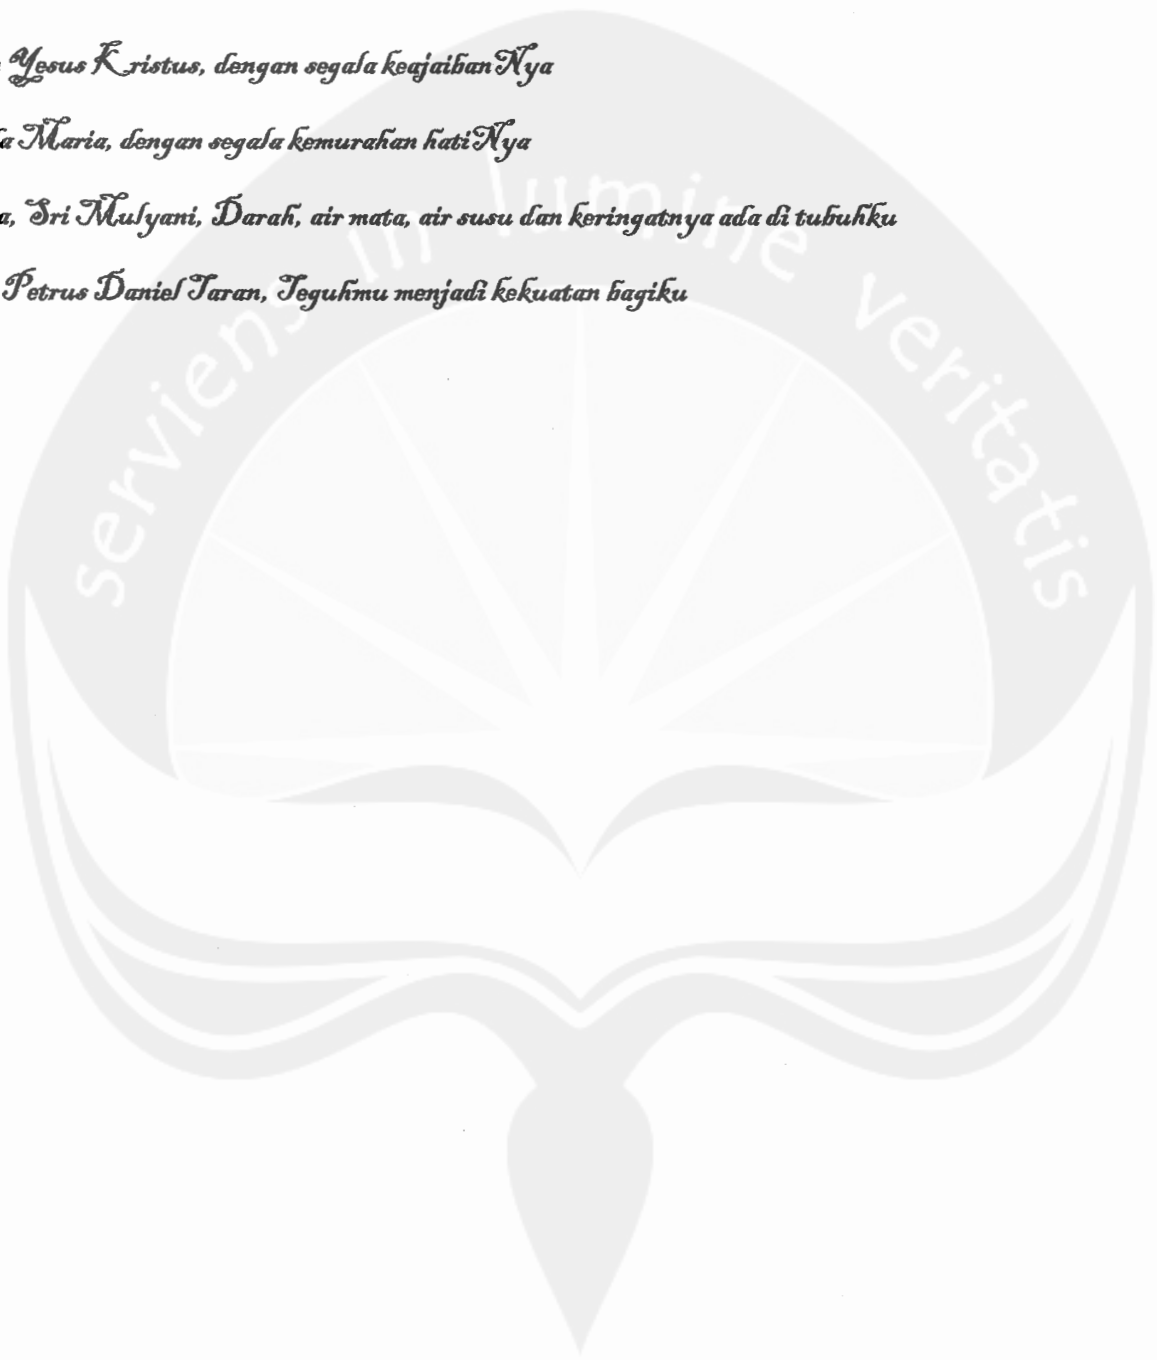 Yesus Kristus, dengan segala keajaibanNya
Maria, dengan segala kemurahan hatiNya
Sri Mulyani, Darah, air mata, air susu dan keringatnya ada di tubuhku
Petrus Daniel Taran, Teguhmu menjadi kekuatan bagiku
serviens in lumine veritatis